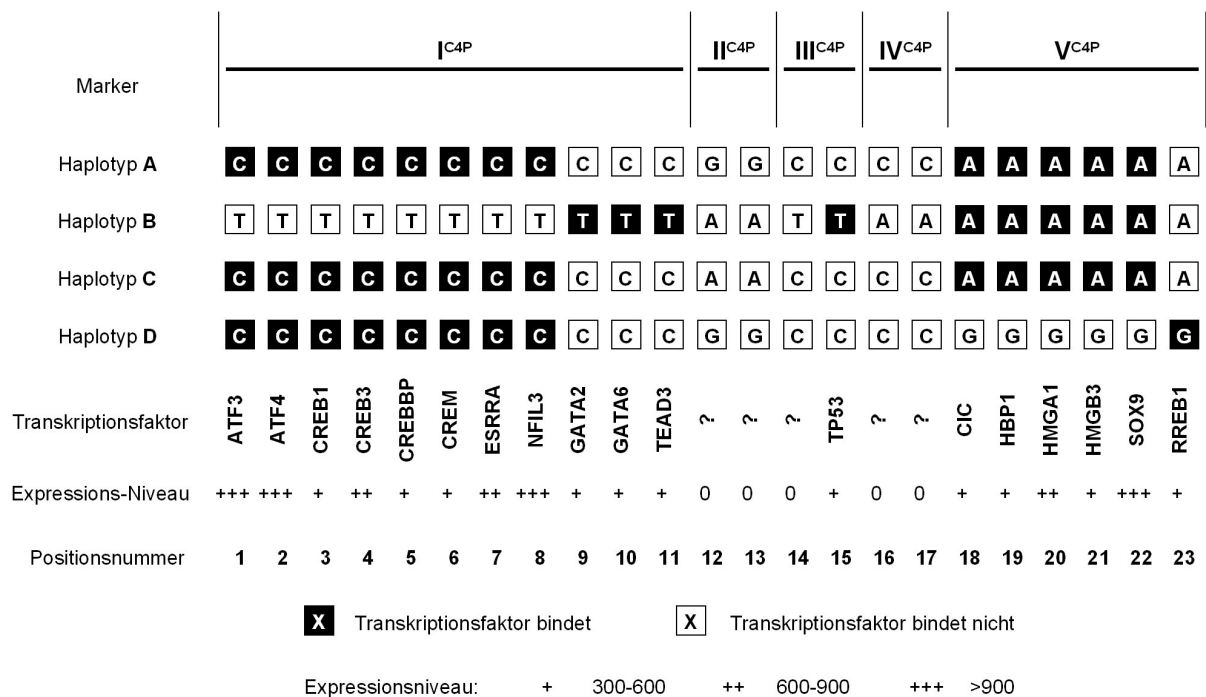 I^C4P II^C4P III^C4P IV^C4P V^C4P
Marker
Haplotyp A C C C C C C C C C C C G G C C C C A A A A A A
Haplotyp B T T T T T T T T T T T A A T T A A A A A A A A
Haplotyp C C C C C C C C C C C C A A C C C C A A A A A A
Haplotyp D C C C C C C C C C C C G G C C C C G G G G G G
Transkriptionsfaktor ATF3 ATF4 CREB1 CREB3 CREBBP CREM ESRRA NFIL3 GATA2 GATA6 TEAD3 ? ? ? TP53 ? ? CIC HBP1 HMGA1 HMGB3 SOX9 RREB1
Expressions-Niveau +++ +++ + ++ + + ++ +++ + + + 0 0 0 + 0 0 + + ++ + +++ +
Positionsnummer 1 2 3 4 5 6 7 8 9 10 11 12 13 14 15 16 17 18 19 20 21 22 23
X Transkriptionsfaktor bindet X Transkriptionsfaktor bindet nicht
Expressionsniveau: + 300-600 ++ 600-900 +++ >900